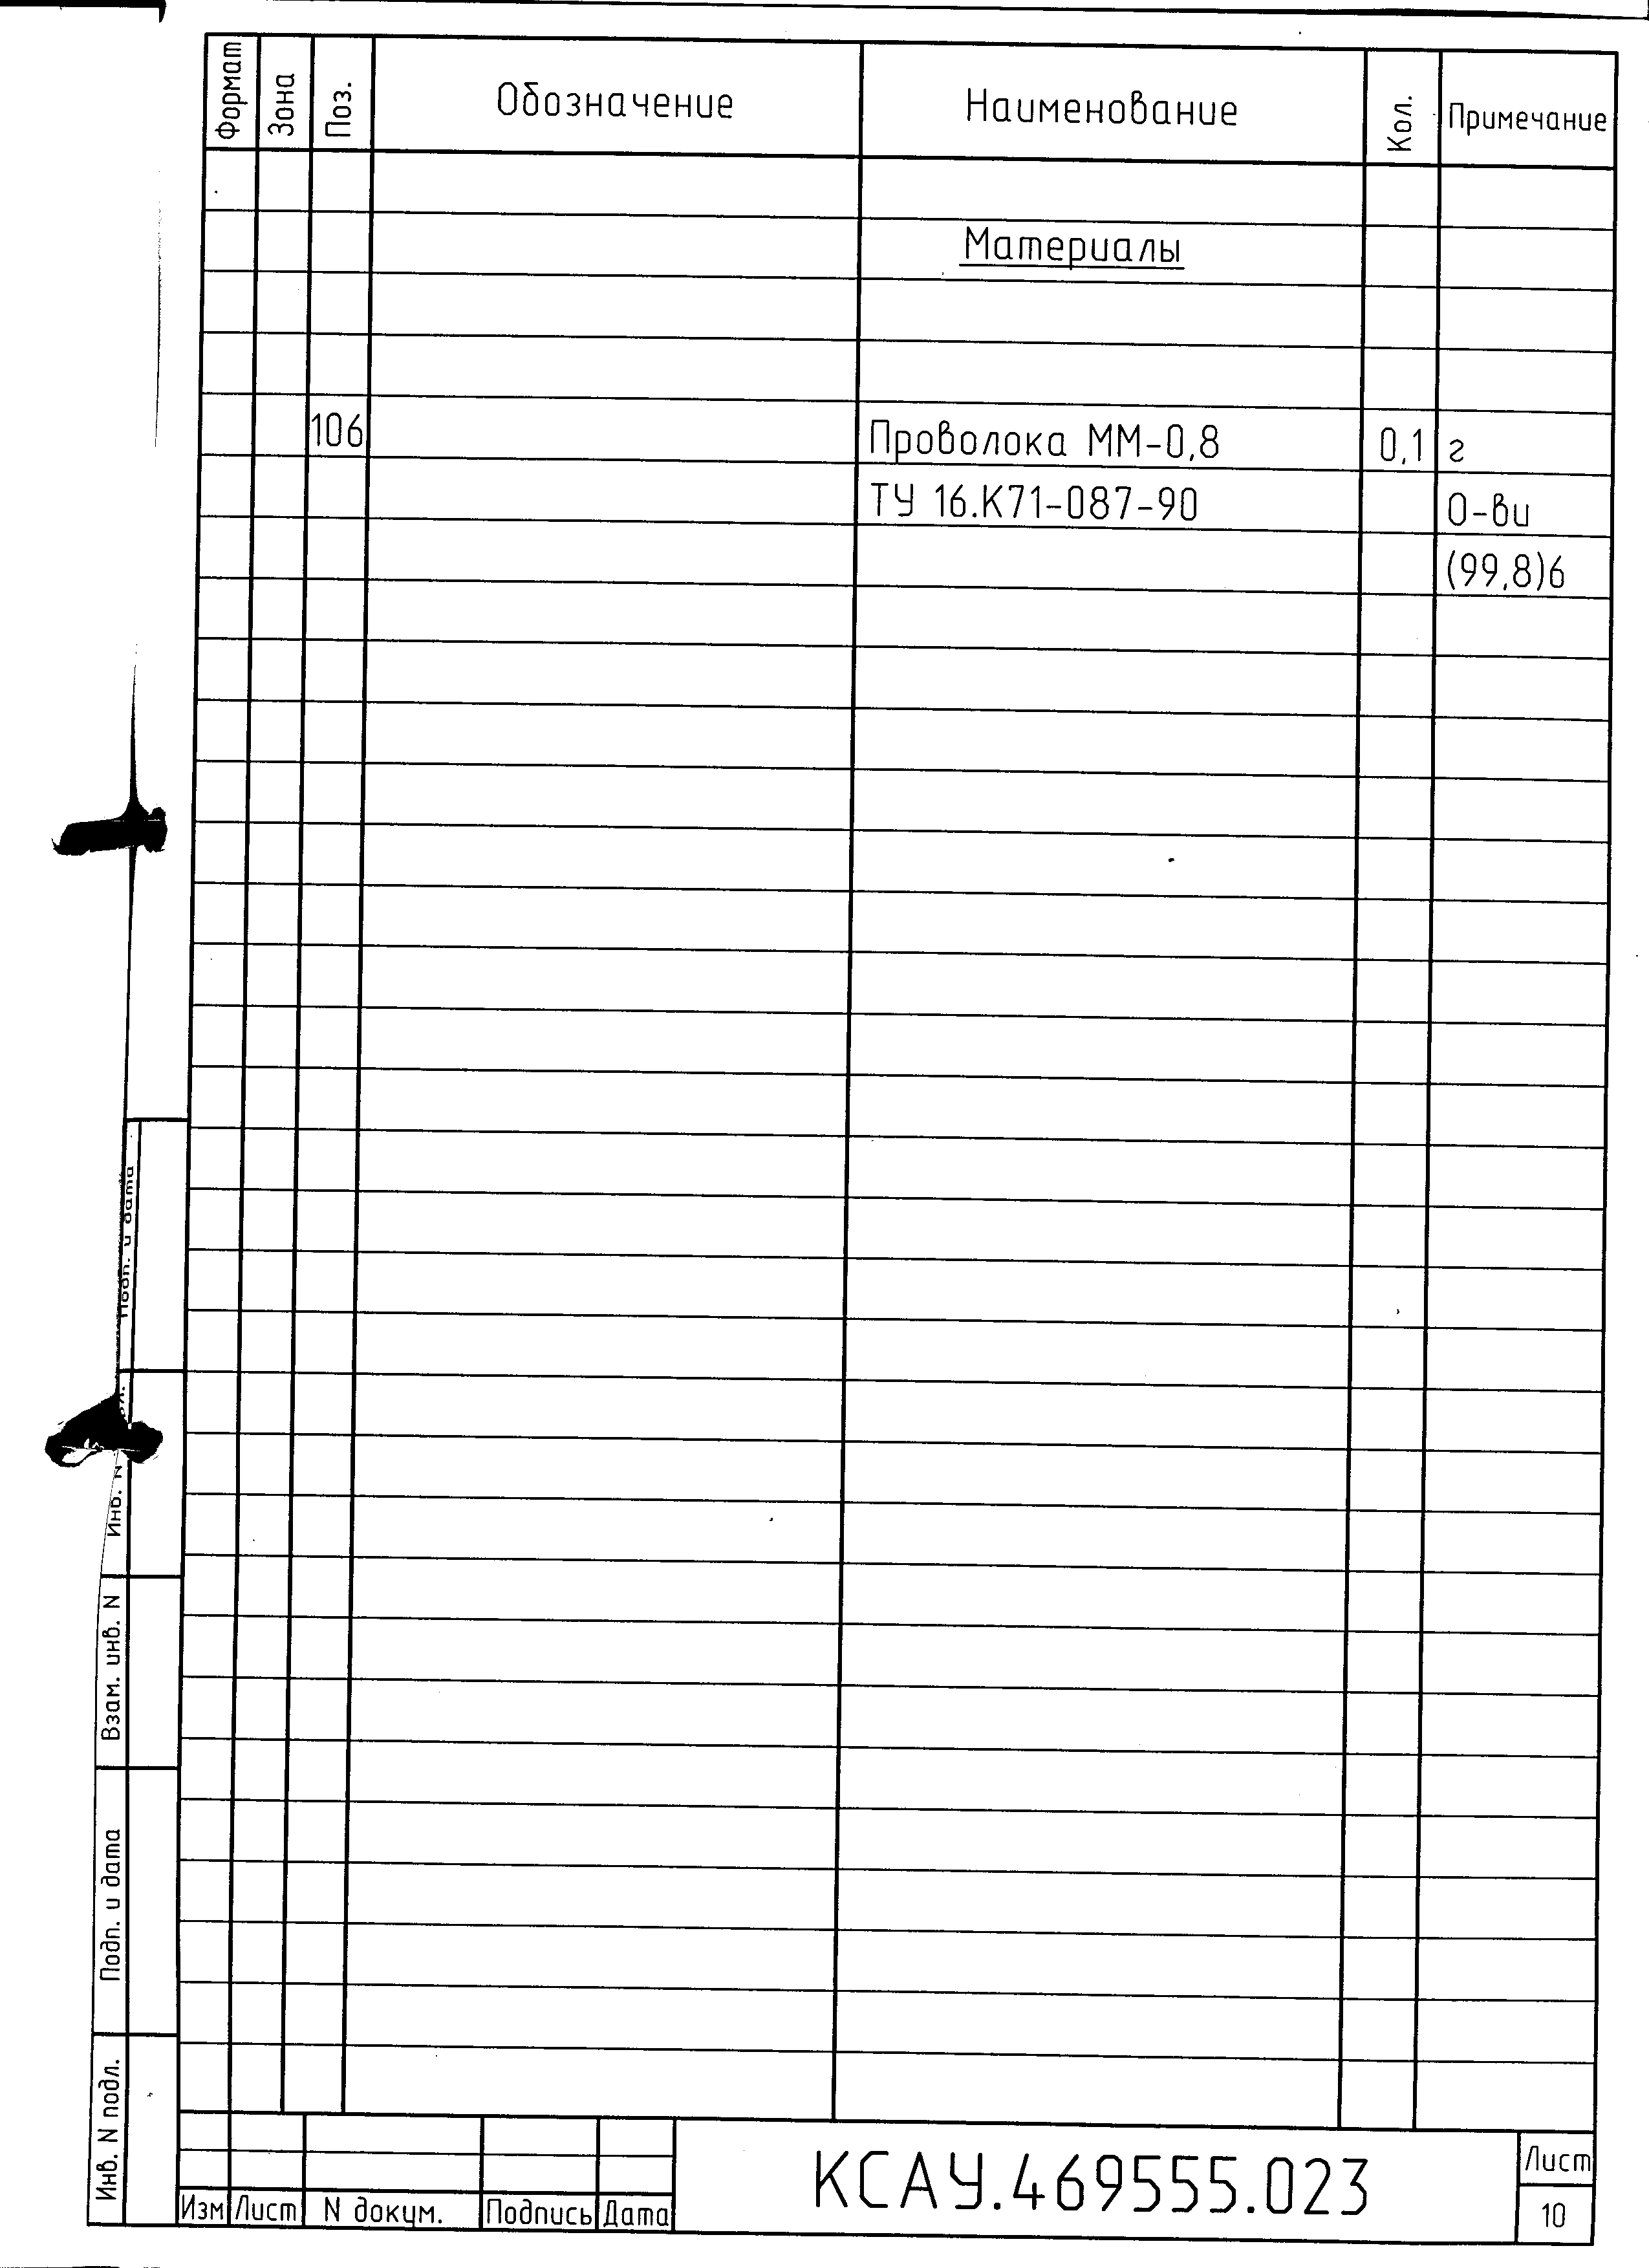 Формат
Зона
Поз.
Обозначение
Наименование
Кол.
Примечание
Материалы
106 Проволока ММ-0,8 0,1 г
ТУ 16.К71-087-90 0-ви
(99,8)6
Подп. и дата
Инв. N
Взам. инв. N
Подп. и дата
Инв. N подл.
Изм Лист N докум. Подпись Дата
КСАУ.469555.023
Лист
10